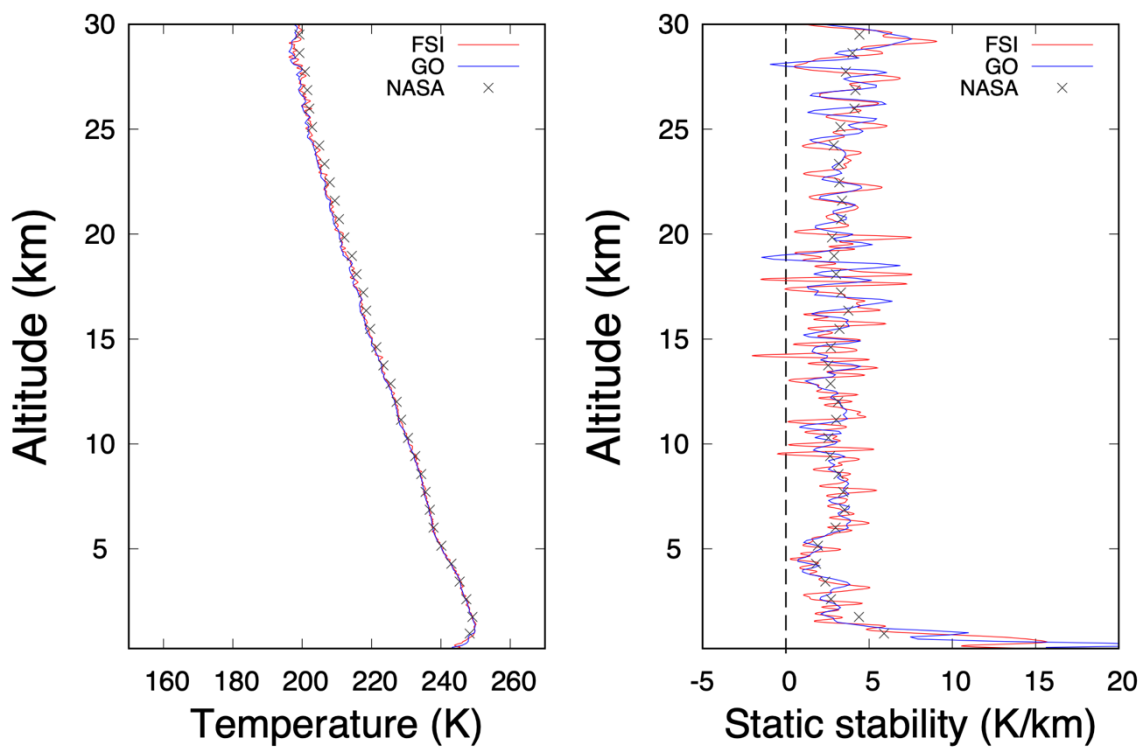 30
25
20
15
10
5
Altitude (km)
FSI
GO
NASA
160 180 200 220 240 260
Temperature (K)
30
25
20
15
10
5
Altitude (km)
FSI
GO
NASA
-5 0 5 10 15 20
Static stability (K/km)